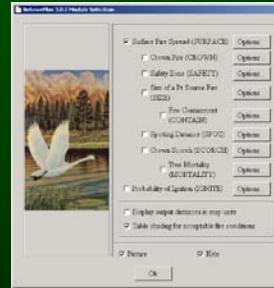 BehavePlus 3.0.2 Module Selection
Surface Fire Spread (SURFACE) Options
Crown Fire (CROWN) Options
Safety Zone (SAFETY) Options
Size of a Pt Source Fire (SIZE) Options
Fire Containment (CONTAIN) Options
Spotting Distance (SPOT) Options
Crown Scorch (SCORCH) Options
Tree Mortality (MORTALITY) Options
Probability of Ignition (IGNITE) Options
Display output distances in map units
Table shading for acceptable fire conditions
Picture Help
Ok